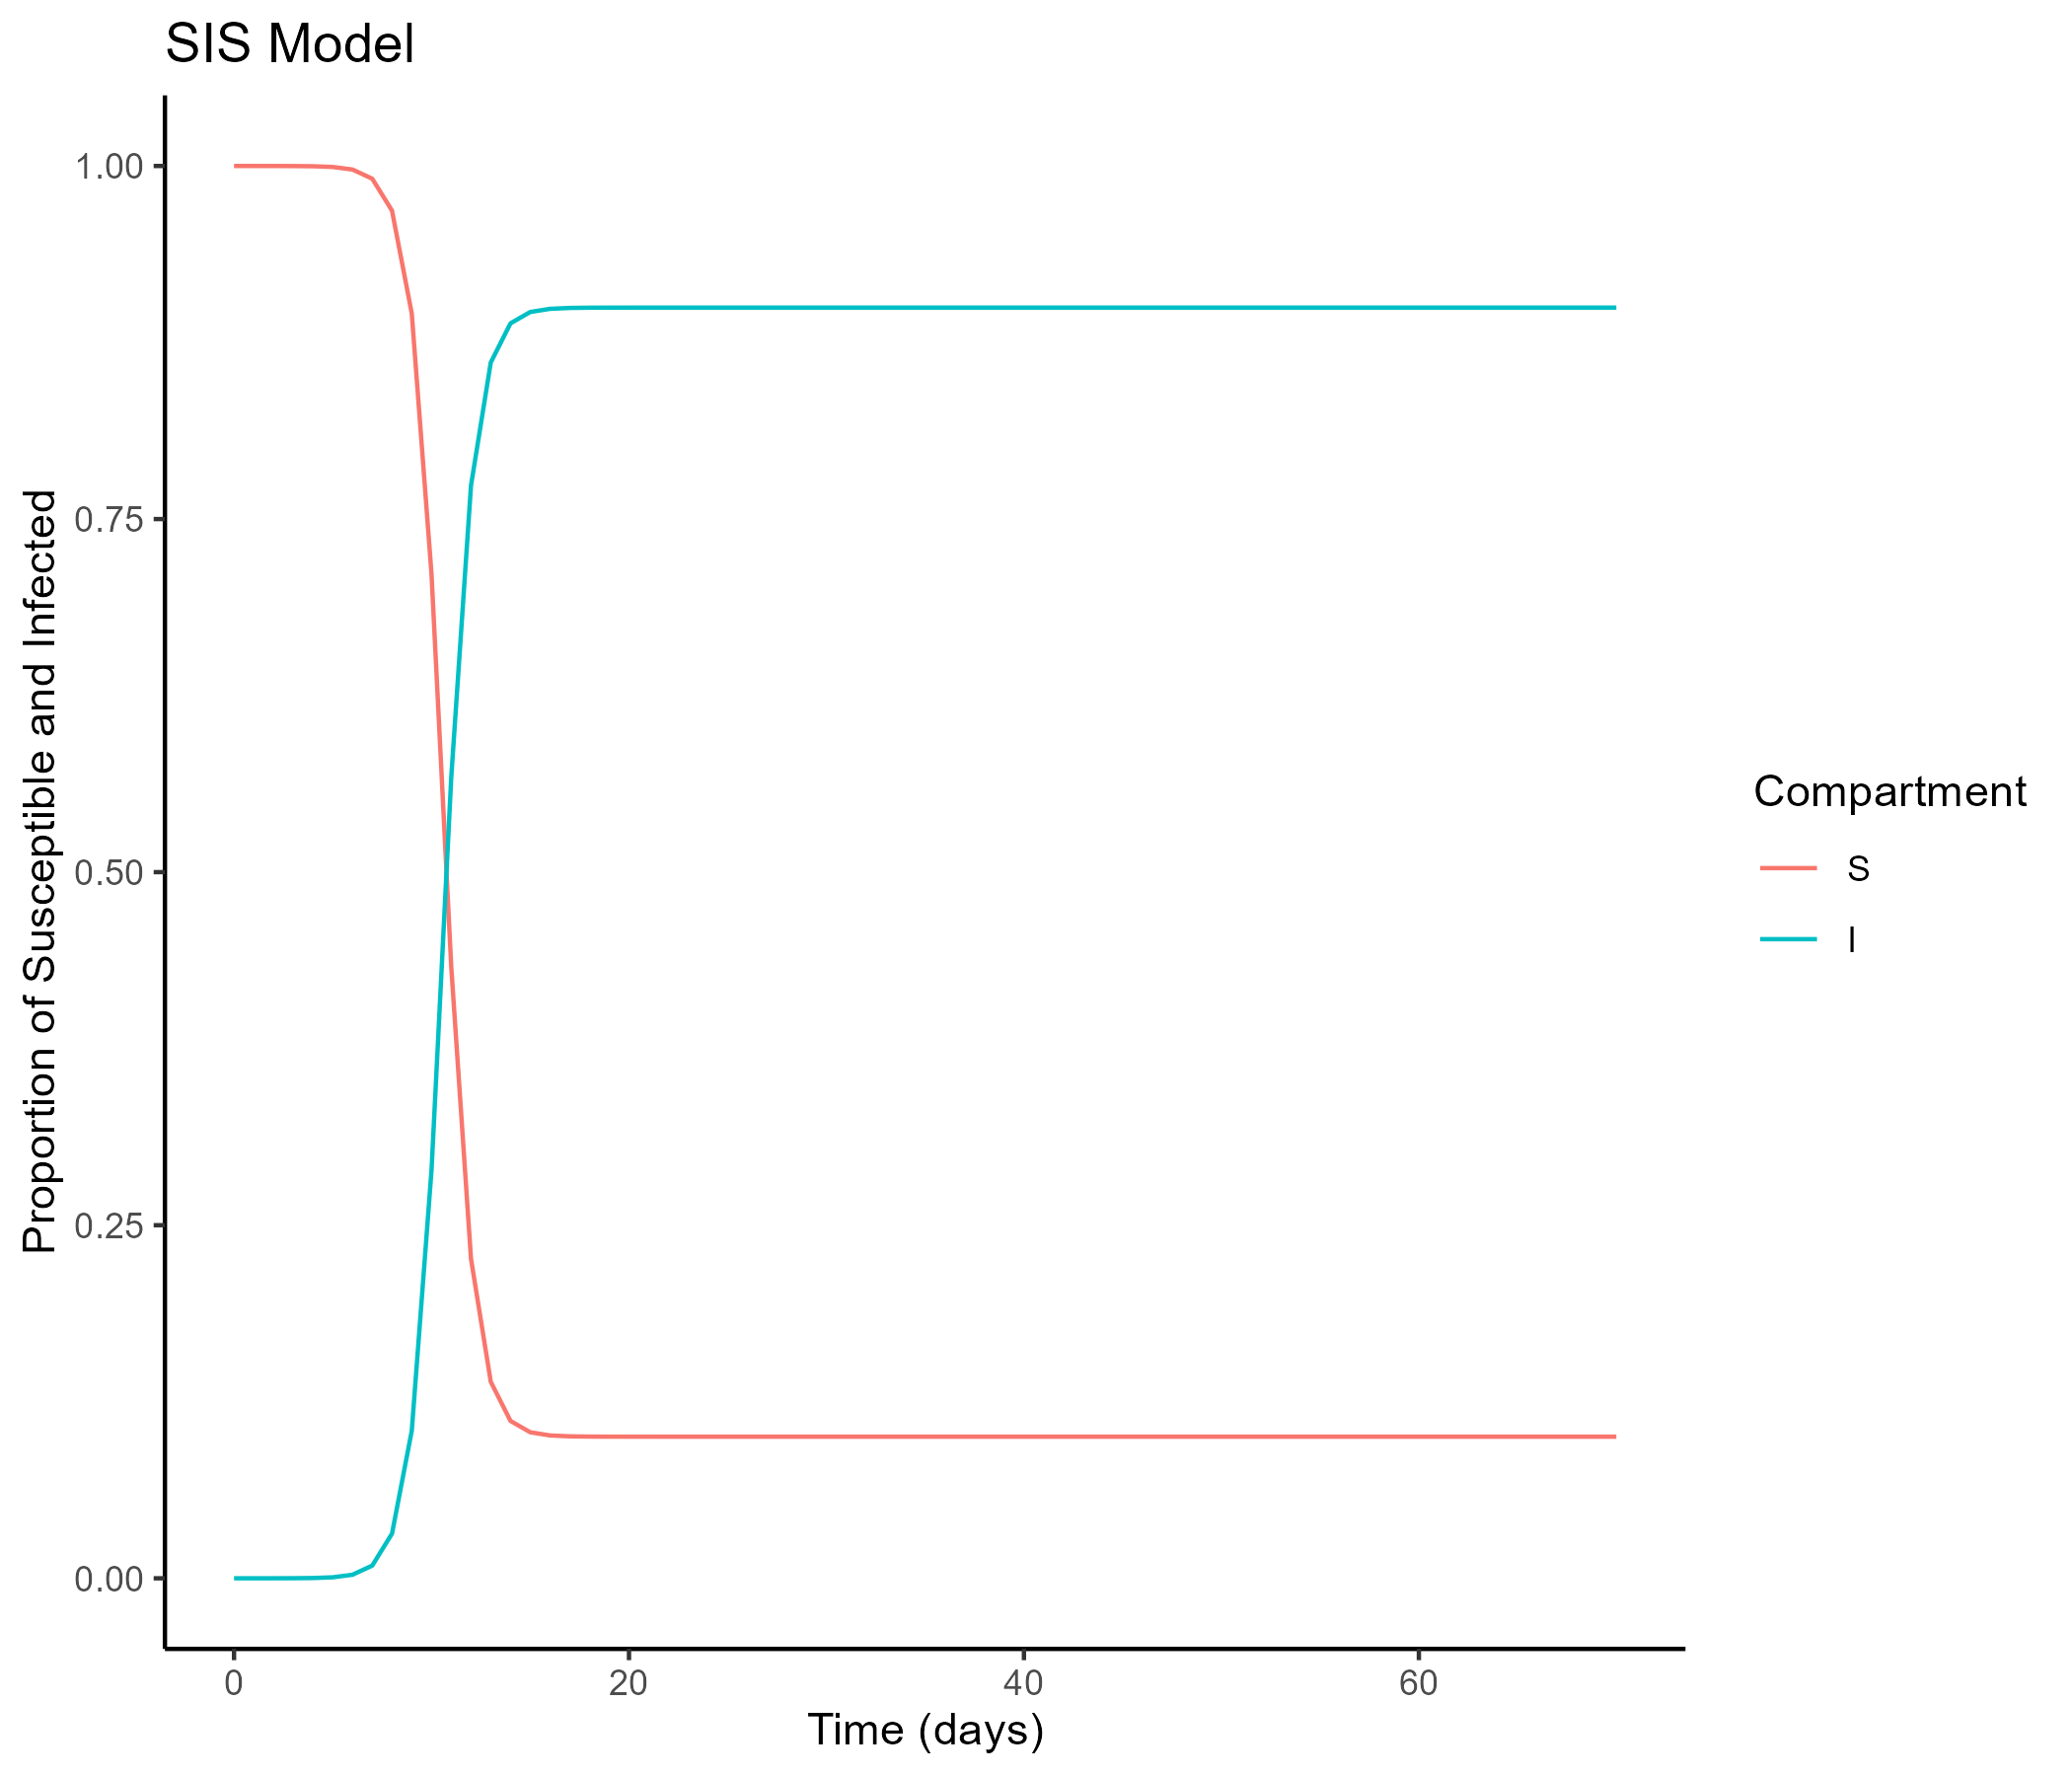 SIS Model
Proportion of Susceptible and Infected
1.00
0.75
0.50
0.25
0.00
0
20
40
60
Time (days)
Compartment
S
I